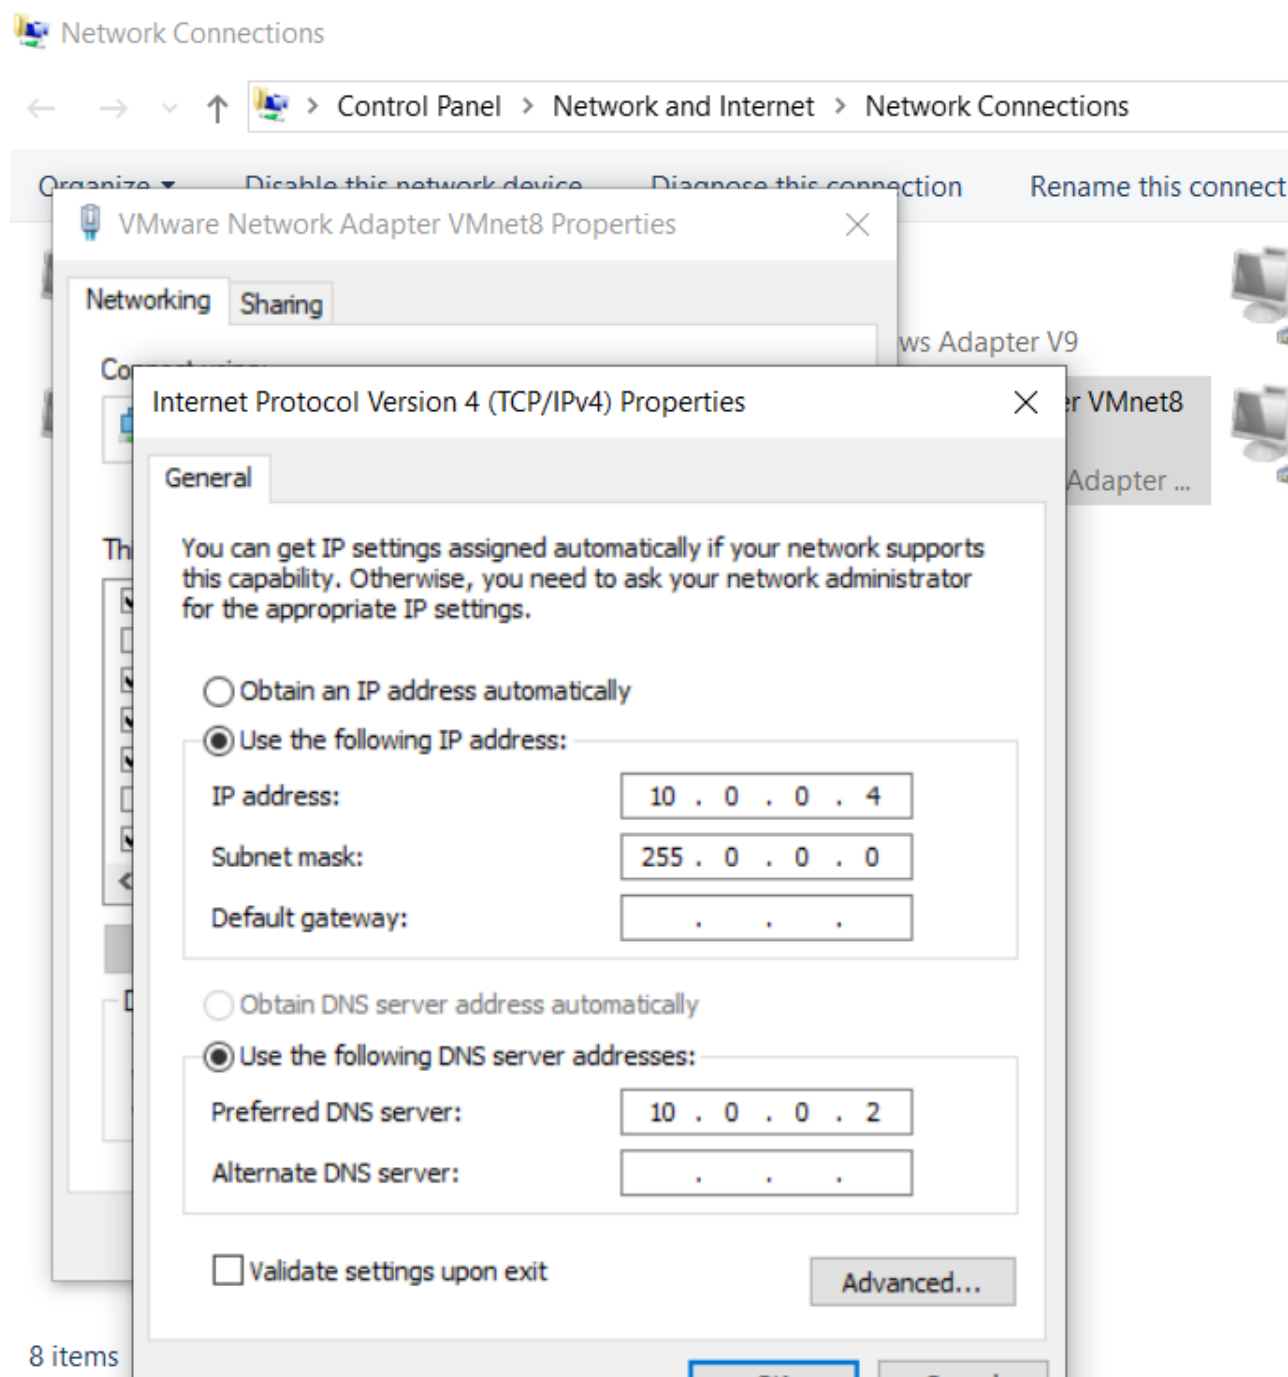 Network Connections
Control Panel > Network and Internet > Network Connections
Organize Disable this network device Diagnose this connection Rename this connect
VMware Network Adapter VMnet8 Properties
Networking Sharing
ws Adapter V9
Internet Protocol Version 4 (TCP/IPv4) Properties
er VMnet8
General
Adapter ...
You can get IP settings assigned automatically if your network supports
this capability. Otherwise, you need to ask your network administrator
for the appropriate IP settings.
Obtain an IP address automatically
Use the following IP address:
IP address: 10 . 0 . 0 . 4
Subnet mask: 255 . 0 . 0 . 0
Default gateway: . . .
Obtain DNS server address automatically
Use the following DNS server addresses:
Preferred DNS server: 10 . 0 . 0 . 2
Alternate DNS server: . . .
Validate settings upon exit
Advanced...
8 items